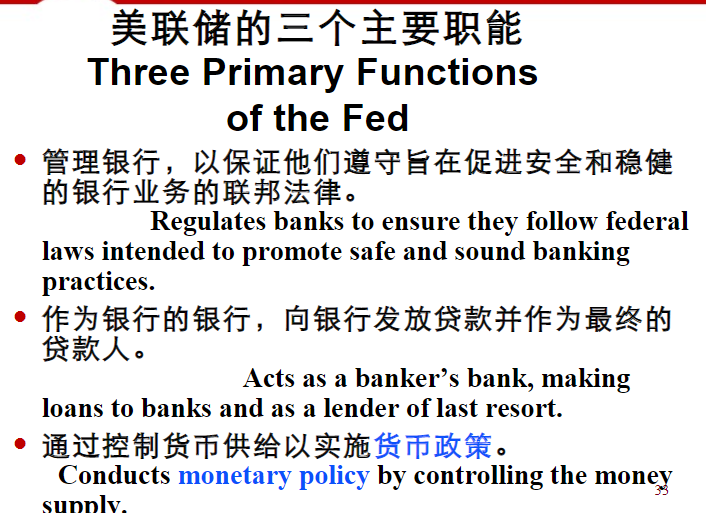 美联储的三个主要职能
Three Primary Functions
of the Fed
• 管理银行，以保证他们遵守旨在促进安全和稳健
的银行业务的联邦法律。
Regulates banks to ensure they follow federal
laws intended to promote safe and sound banking
practices.
• 作为银行的银行，向银行发放贷款并作为最终的
贷款人。
Acts as a banker’s bank, making
loans to banks and as a lender of last resort.
• 通过控制货币供给以实施货币政策。
Conducts monetary policy by controlling the money
supply.
33